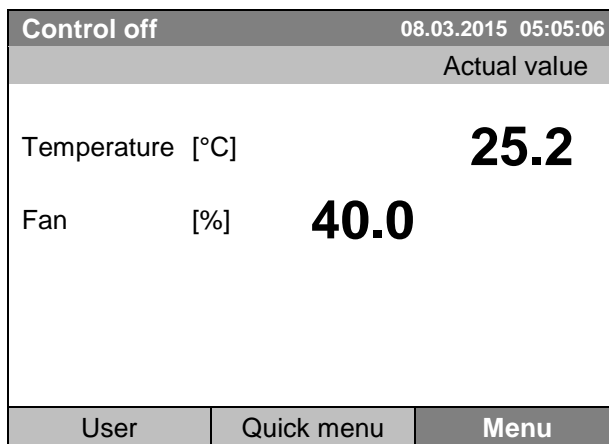 Control off 08.03.2015 05:05:06
Actual value
Temperature [°C] 25.2
Fan [%] 40.0
User Quick menu Menu